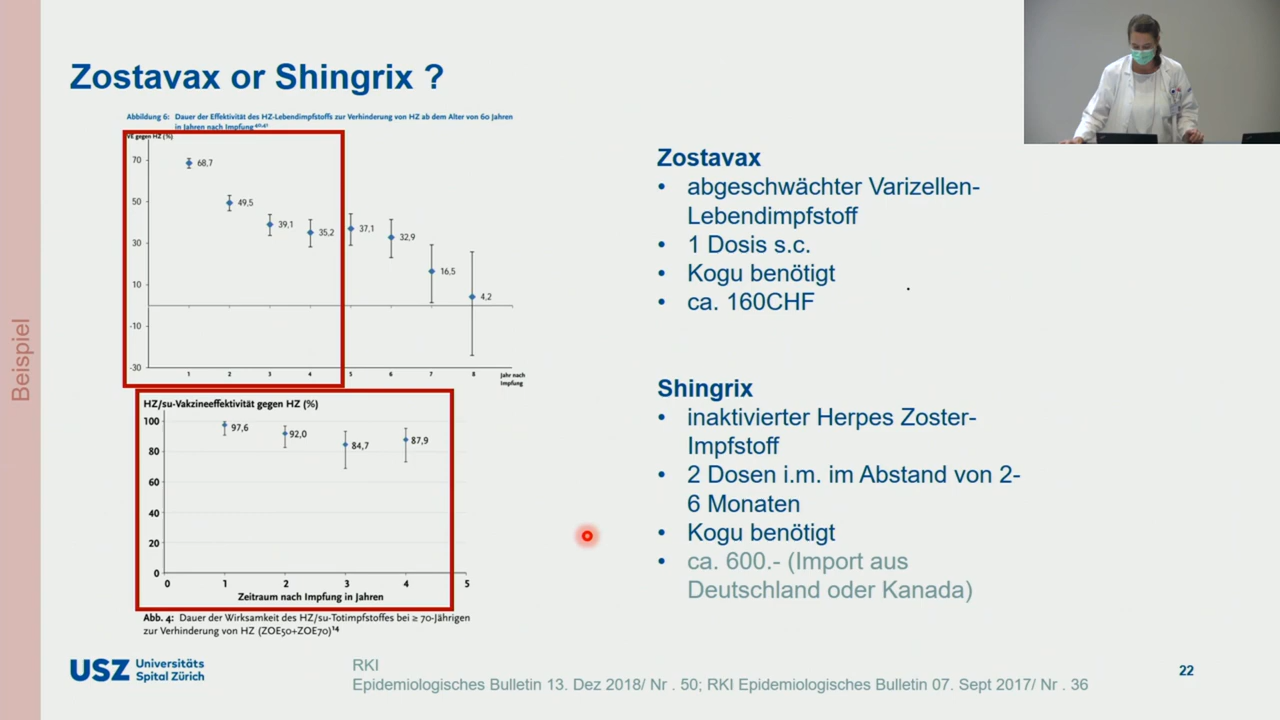 Zostavax or Shingrix ?
Beispiel
Abbildung 6: Dauer der Effektivität des HZ-Lebendimpfstoffs zur Verhinderung von HZ ab dem Alter von 60 Jahren
in Jahren nach Impfung⁴⁰,⁴¹
VE gegen HZ (%)
70
50
30
10
-10
-30
68,7
49,5
39,1
35,2
37,1
32,9
16,5
4,2
1 2 3 4 5 6 7 8 Jahr nach
Impfung
HZ/su-Vakzineeffektivität gegen HZ (%)
100
80
60
40
20
0
97,6
92,0
84,7
87,9
0 1 2 3 4 5
Zeitraum nach Impfung in Jahren
Abb. 4: Dauer der Wirksamkeit des HZ/su-Totimpfstoffes bei ≥ 70-Jährigen
zur Verhinderung von HZ (ZOE50+ZOE70)¹⁴
Zostavax
• abgeschwächter Varizellen-
Lebendimpfstoff
• 1 Dosis s.c.
• Kogu benötigt
• ca. 160CHF
Shingrix
• inaktivierter Herpes Zoster-
Impfstoff
• 2 Dosen i.m. im Abstand von 2-
6 Monaten
• Kogu benötigt
• ca. 600.- (Import aus
Deutschland oder Kanada)
USZ Universitäts
Spital Zürich
RKI
Epidemiologisches Bulletin 13. Dez 2018/ Nr . 50; RKI Epidemiologisches Bulletin 07. Sept 2017/ Nr . 36
22